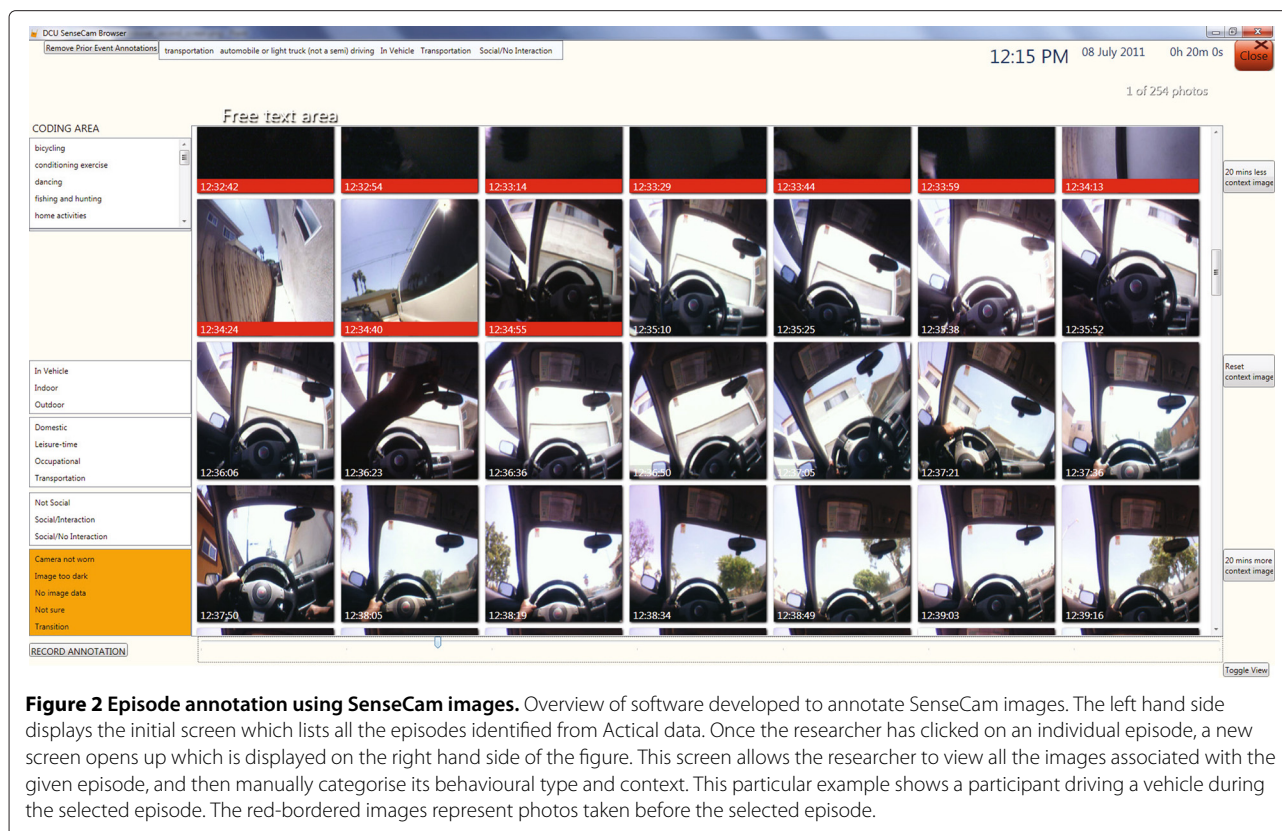 DCU SenseCam Browser
Remove Prior Event Annotations transportation automobile or light truck (not a semi) driving In Vehicle Transportation Social/No Interaction
12:15 PM 08 July 2011 0h 20m 0s Close
1 of 254 photos
Free text area
CODING AREA
bicycling
conditioning exercise
dancing
fishing and hunting
home activities
In Vehicle
Indoor
Outdoor
Domestic
Leisure-time
Occupational
Transportation
Not Social
Social/Interaction
Social/No Interaction
Camera not worn
Image too dark
No image data
Not sure
Transition
RECORD ANNOTATION
12:32:42 12:32:54 12:33:14 12:33:29 12:33:44 12:33:59 12:34:13
12:34:24 12:34:40 12:34:55 12:35:10 12:35:25 12:35:38 12:35:52
12:36:06 12:36:23 12:36:36 12:36:50 12:37:05 12:37:21 12:37:36
12:37:50 12:38:05 12:38:19 12:38:34 12:38:49 12:39:03 12:39:16
20 mins less
context image
Reset
context image
20 mins more
context image
Toggle View
Figure 2 Episode annotation using SenseCam images. Overview of software developed to annotate SenseCam images. The left hand side
displays the initial screen which lists all the episodes identified from Actical data. Once the researcher has clicked on an individual episode, a new
screen opens up which is displayed on the right hand side of the figure. This screen allows the researcher to view all the images associated with the
given episode, and then manually categorise its behavioural type and context. This particular example shows a participant driving a vehicle during
the selected episode. The red-bordered images represent photos taken before the selected episode.